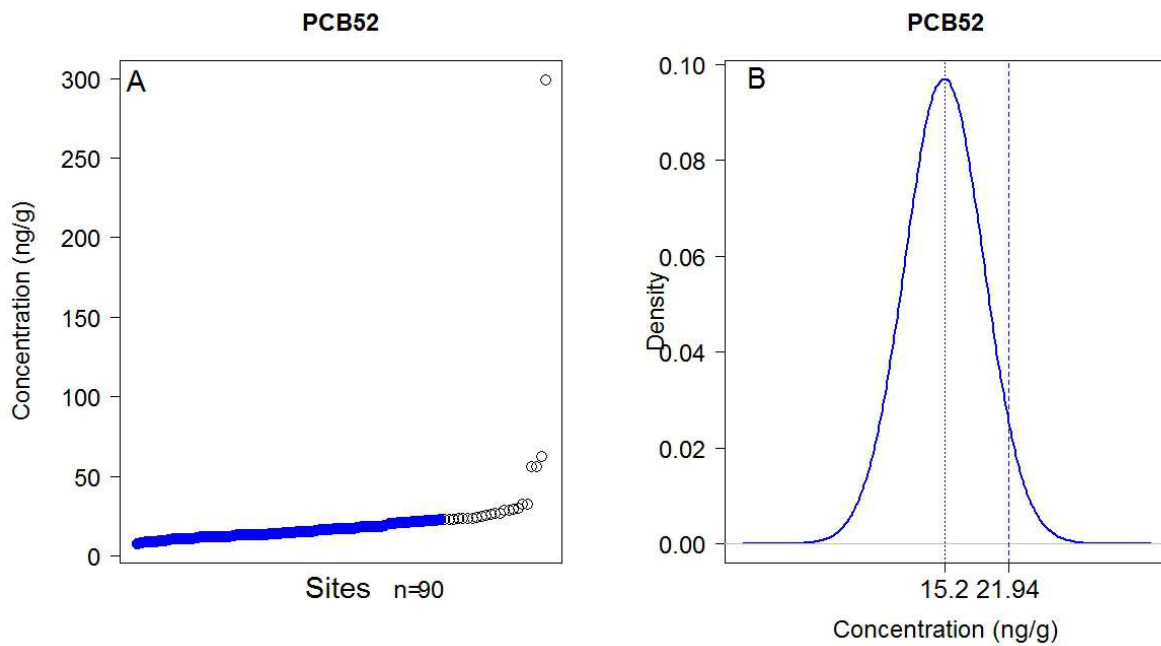 PCB52
A
Concentration (ng/g)
300
250
200
150
100
50
0
Sites n=90
PCB52
B
Density
0.10
0.08
0.06
0.04
0.02
0.00
15.2 21.94
Concentration (ng/g)